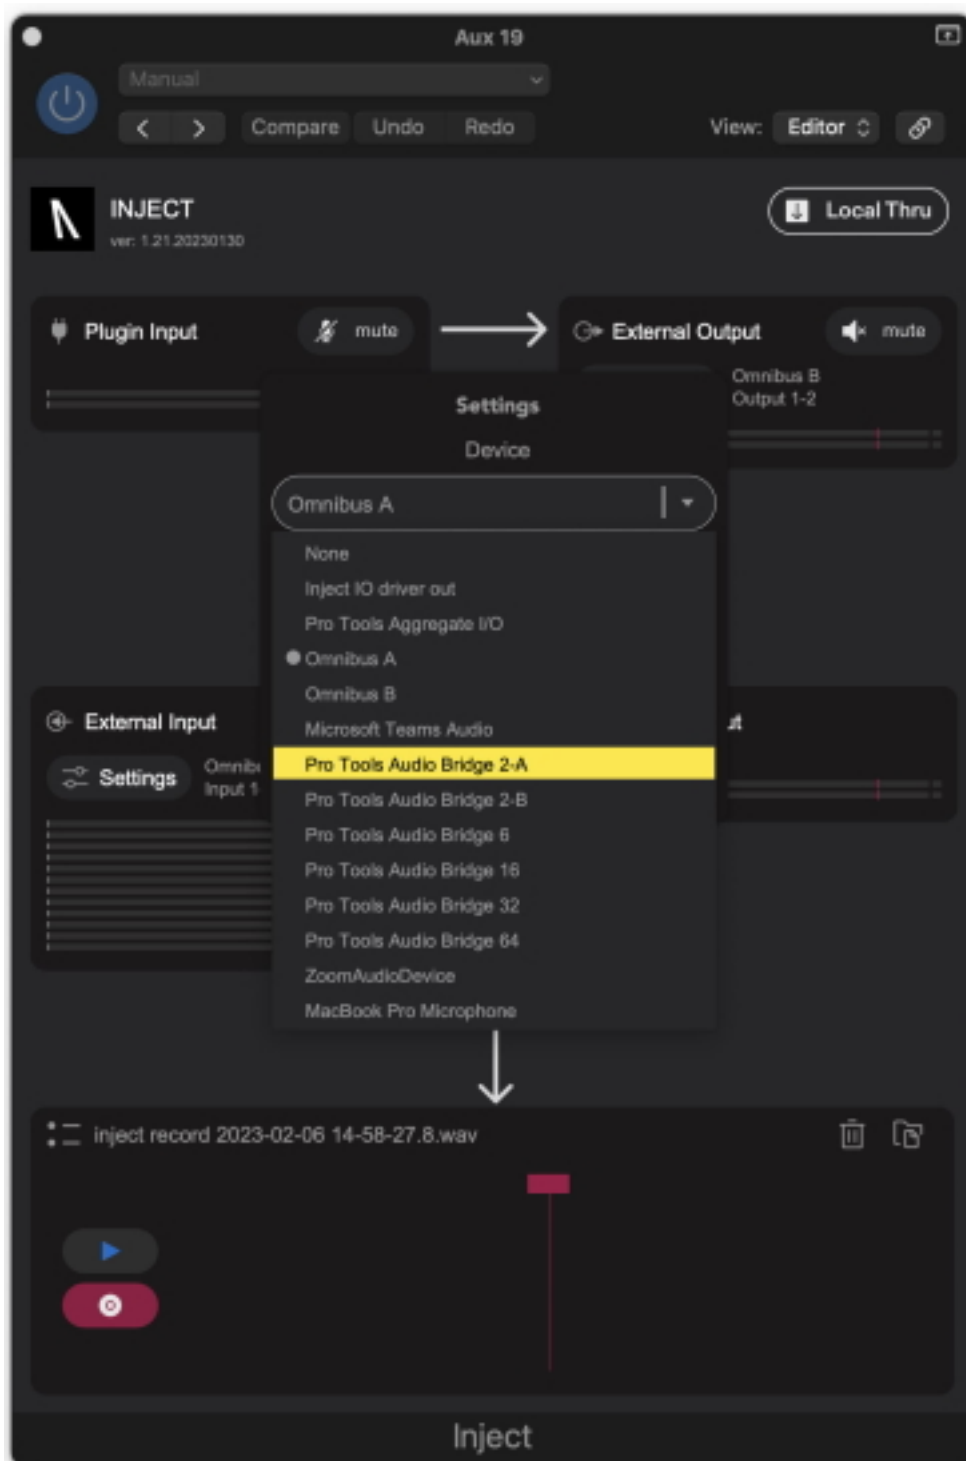 Aux 19
Manual
Compare Undo Redo View: Editor
INJECT
ver: 1.21.20230130
Local Thru
Plugin Input mute
External Output mute
Omnibus B
Output 1-2
Settings
Device
Omnibus A
None
Inject IO driver out
Pro Tools Aggregate I/O
Omnibus A
Omnibus B
Microsoft Teams Audio
Pro Tools Audio Bridge 2-A
Pro Tools Audio Bridge 2-B
Pro Tools Audio Bridge 6
Pro Tools Audio Bridge 16
Pro Tools Audio Bridge 32
Pro Tools Audio Bridge 64
ZoomAudioDevice
MacBook Pro Microphone
External Input
Settings
Input
inject record 2023-02-06 14-58-27.8.wav
Inject